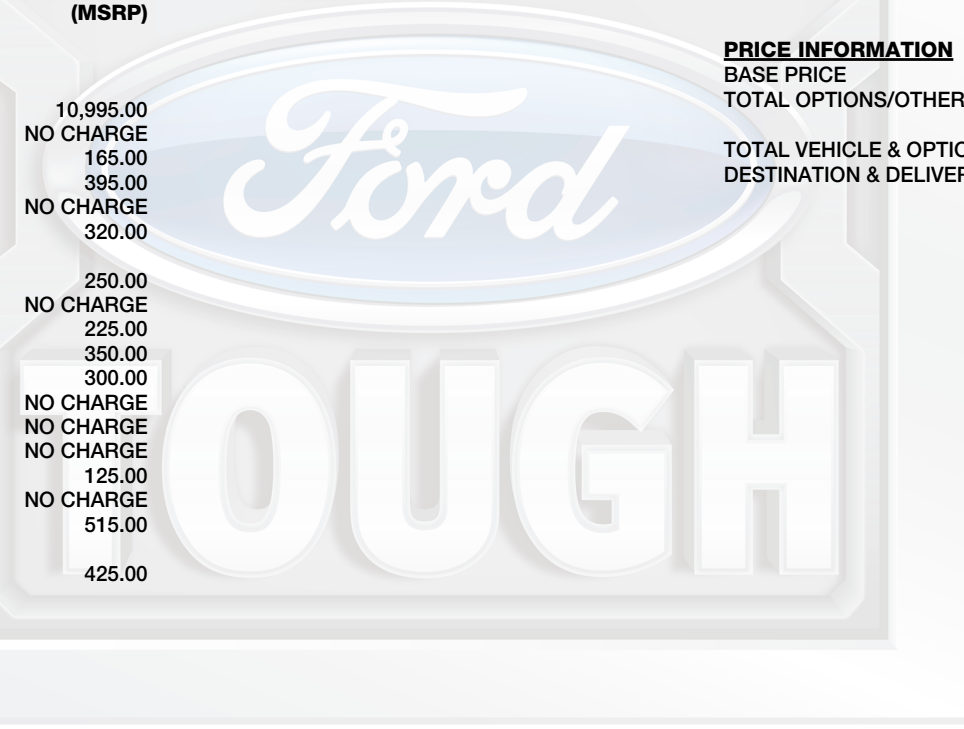 (MSRP)
10,995.00
NO CHARGE
165.00
395.00
NO CHARGE
320.00
250.00
NO CHARGE
225.00
350.00
300.00
NO CHARGE
NO CHARGE
NO CHARGE
125.00
NO CHARGE
515.00
425.00
PRICE INFORMATION
BASE PRICE
TOTAL OPTIONS/OTHER
TOTAL VEHICLE & OPTIO
DESTINATION & DELIVER
Ford
TOUGH